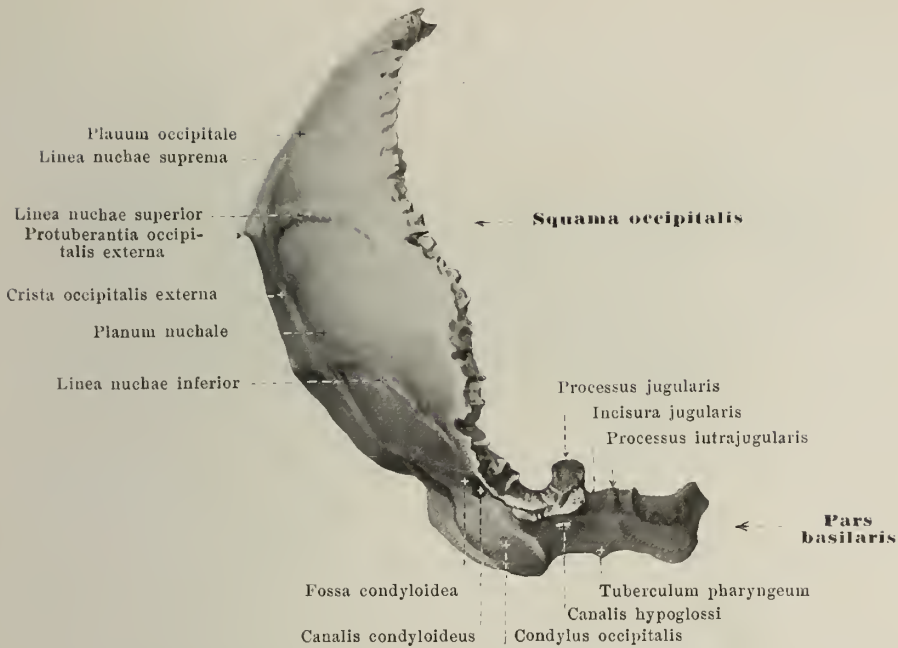 Planum occipitale
Linea nuchae suprema
Linea nuchae superior
Protuberantia occipi-
talis externa
Squama occipitalis
Crista occipitalis externa
Planum nuchale
Linea nuchae inferior
Processus jugularis
Incisura jugularis
Processus intrajugularis
Pars
basilaris
Fossa condyloidea
Tuberculum pharyngeum
Canalis hypoglossi
Canalis condyloideus
Condylus occipitalis